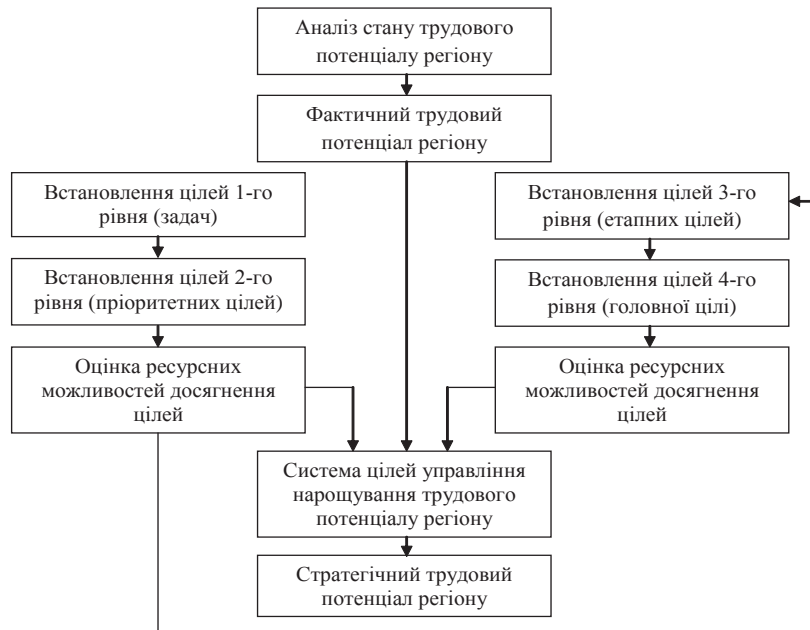 Аналіз стану трудового
потенціалу регіону
Фактичний трудовий
потенціал регіону
Встановлення цілей 1-го
рівня (задач)
Встановлення цілей 2-го
рівня (пріоритетних цілей)
Оцінка ресурсних
можливостей досягнення
цілей
Встановлення цілей 3-го
рівня (етапних цілей)
Встановлення цілей 4-го
рівня (головної цілі)
Оцінка ресурсних
можливостей досягнення
цілей
Система цілей управління
нарощування трудового
потенціалу регіону
Стратегічний трудовий
потенціал регіону